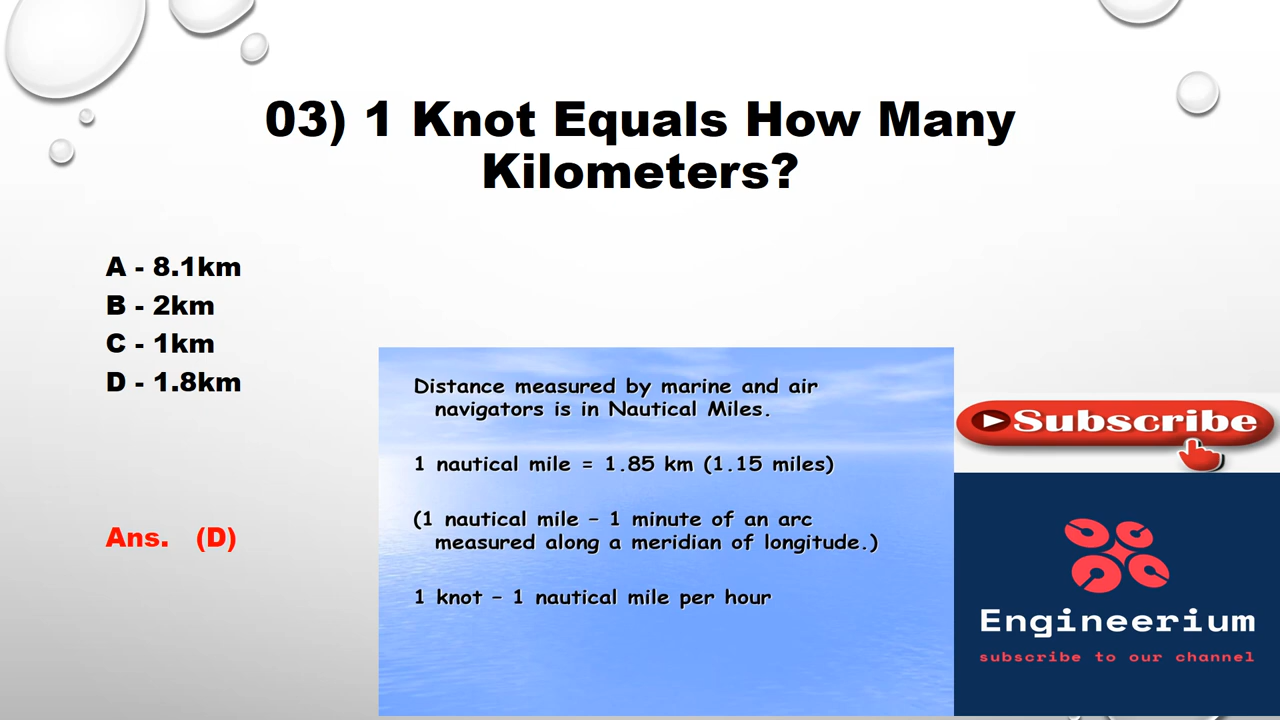 03) 1 Knot Equals How Many
Kilometers?
A - 8.1km
B - 2km
C - 1km
D - 1.8km
Ans. (D)
Distance measured by marine and air
navigators is in Nautical Miles.
1 nautical mile = 1.85 km (1.15 miles)
(1 nautical mile – 1 minute of an arc
measured along a meridian of longitude.)
1 knot – 1 nautical mile per hour
Subscribe
Engineerium
subscribe to our channel